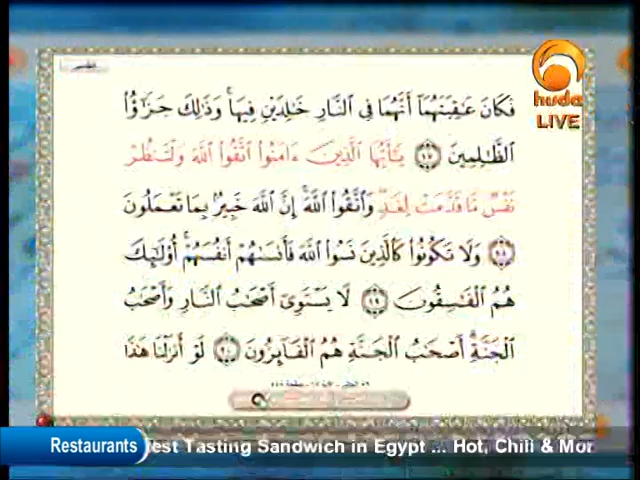 huda
LIVE
فَكَانَ عَٰقِبَتَهُمَآ أَنَّهُمَا فِى ٱلنَّارِ خَٰلِدَيْنِ فِيهَا ۚ وَذَٰلِكَ جَزَٰٓؤُا۟
ٱلظَّٰلِمِينَ ١٧ يَٰٓأَيُّهَا ٱلَّذِينَ ءَامَنُوا۟ ٱتَّقُوا۟ ٱللَّهَ وَلْتَنظُرْ
نَفْسٌ مَّا قَدَّمَتْ لِغَدٍ ۖ وَٱتَّقُوا۟ ٱللَّهَ ۚ إِنَّ ٱللَّهَ خَبِيرٌۢ بِمَا تَعْمَلُونَ
١٨ وَلَا تَكُونُوا۟ كَٱلَّذِينَ نَسُوا۟ ٱللَّهَ فَأَنسَىٰهُمْ أَنفُسَهُمْ ۚ أُو۟لَٰٓئِكَ
هُمُ ٱلْفَٰسِقُونَ ١٩ لَا يَسْتَوِىٓ أَصْحَٰبُ ٱلنَّارِ وَأَصْحَٰبُ
ٱلْجَنَّةِ ۚ أَصْحَٰبُ ٱلْجَنَّةِ هُمُ ٱلْفَآئِزُونَ ٢٠ لَوْ أَنزَلْنَا هَٰذَا
Restaurants
est Tasting Sandwich in Egypt ... Hot, Chili & Mor